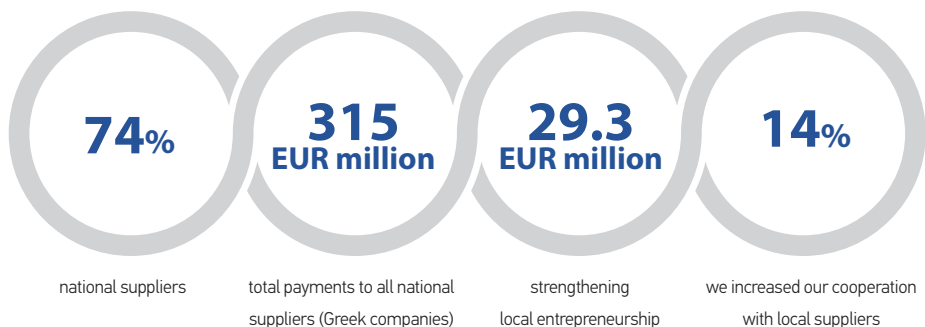 74%
national suppliers
315
EUR million
total payments to all national
suppliers (Greek companies)
29.3
EUR million
strengthening
local entrepreneurship
14%
we increased our cooperation
with local suppliers